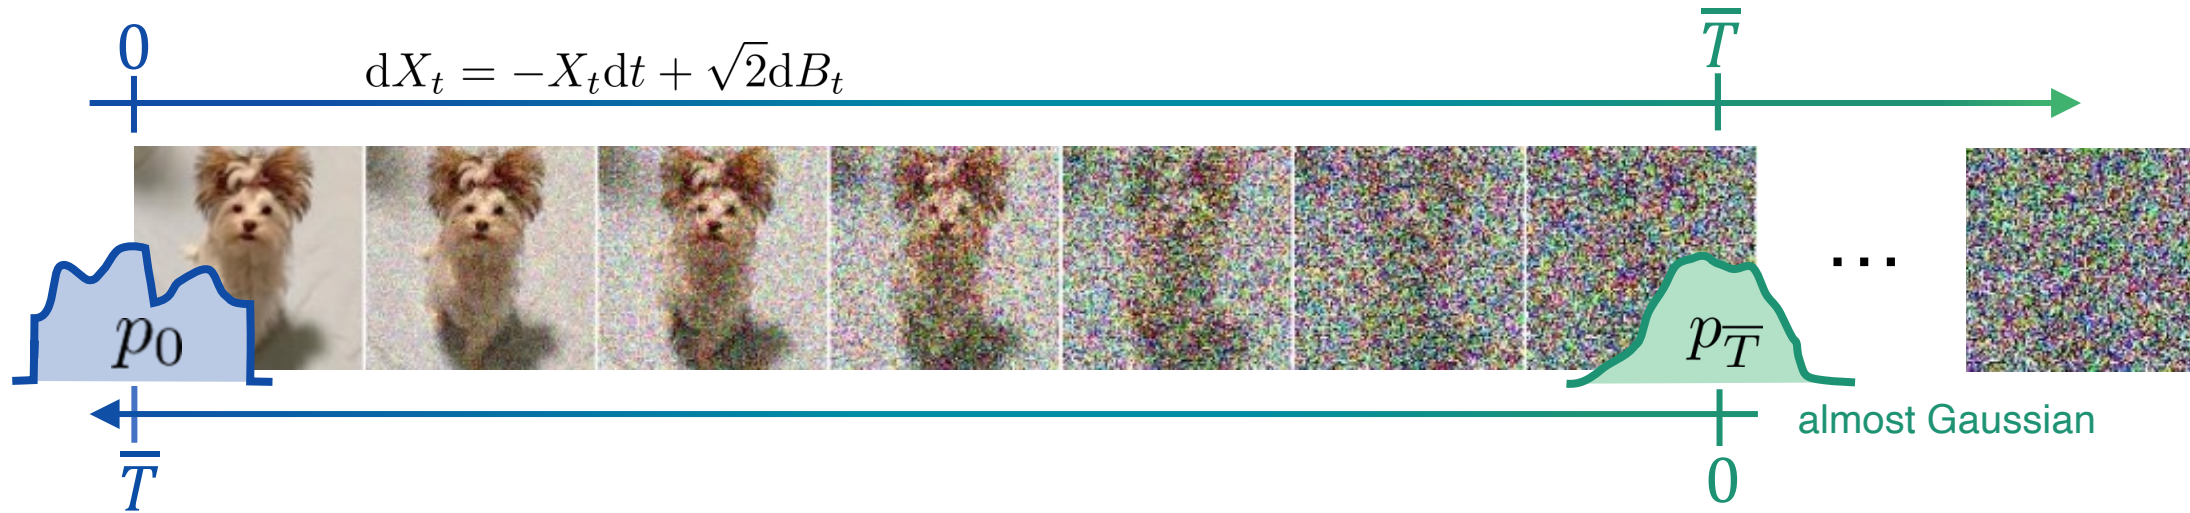 0
T̅
dX_t = −X_t dt + √2 dB_t
...
p_0
p_T̅
almost Gaussian
T̅
0